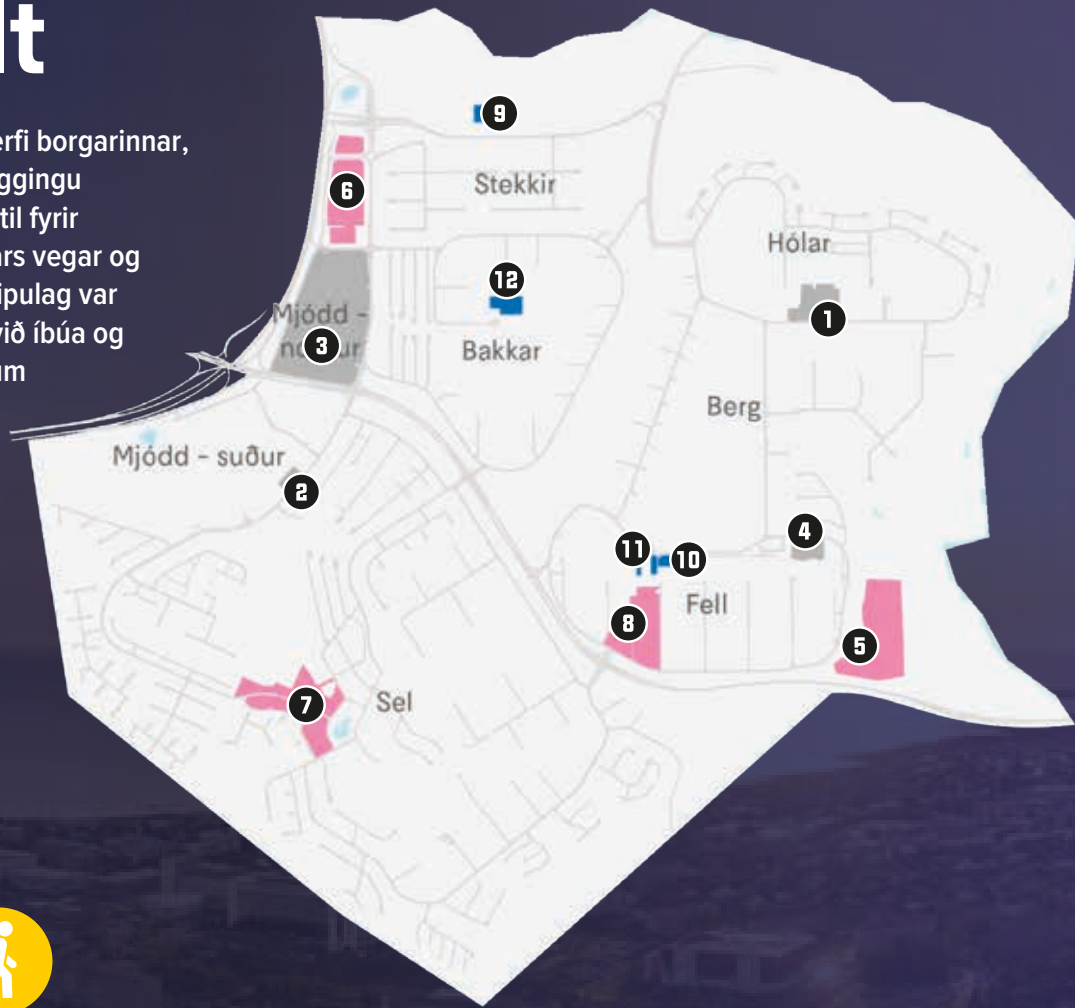 lt
erfi borgarinnar,
ggingu
til fyrir
ars vegar og
ipulag var
við íbúa og
um
9
6
Stekkir
Hólar
12
1
Mjódd -
3
Bakkar
Berg
Mjódd - suður
2
4
11
10
Fell
8
5
7
Sel